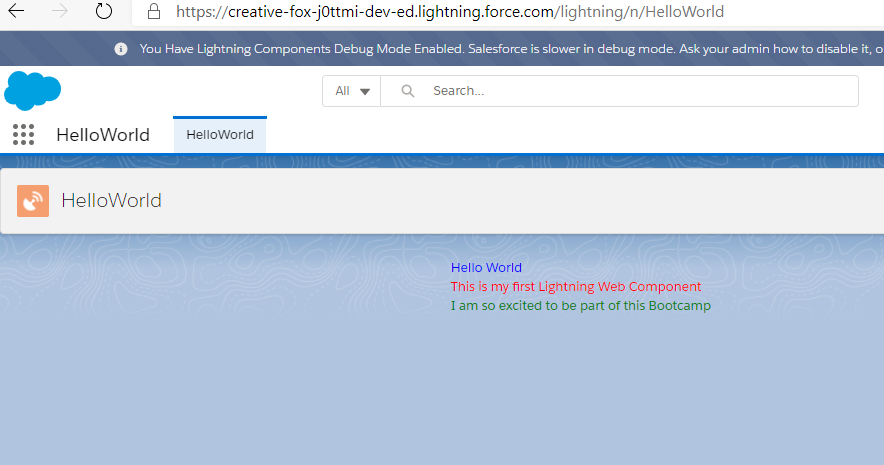 https://creative-fox-j0ttmi-dev-ed.lightning.force.com/lightning/n/HelloWorld
You Have Lightning Components Debug Mode Enabled. Salesforce is slower in debug mode. Ask your admin how to disable it, o
All
Search...
HelloWorld
HelloWorld
HelloWorld
Hello World
This is my first Lightning Web Component
I am so excited to be part of this Bootcamp